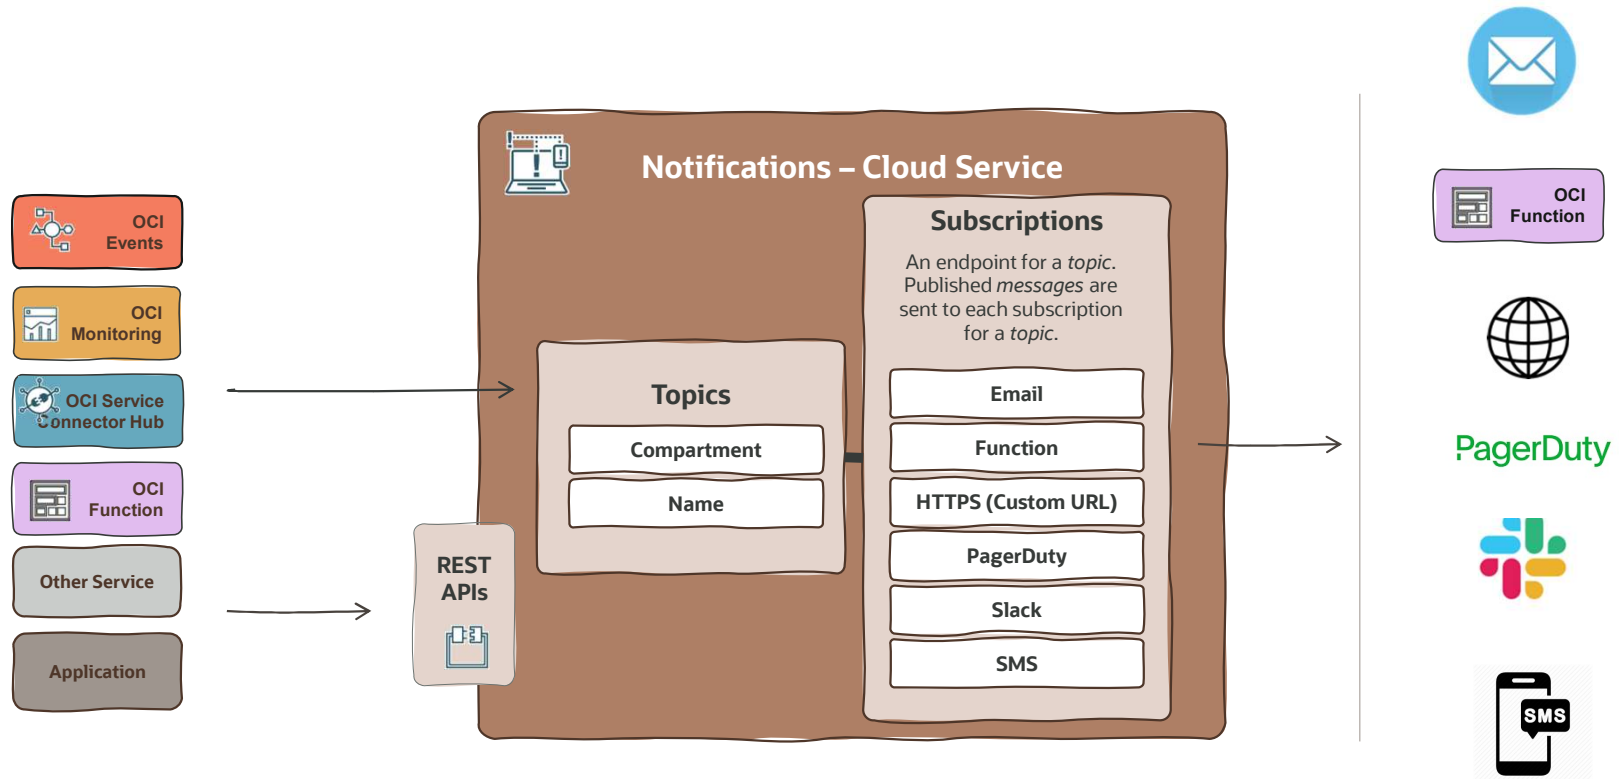 Notifications – Cloud Service
OCI
Events
OCI
Monitoring
OCI Service
Connector Hub
OCI
Function
Other Service
Application
REST
APIs
Topics
Compartment
Name
Subscriptions
An endpoint for a topic.
Published messages are
sent to each subscription
for a topic.
Email
Function
HTTPS (Custom URL)
PagerDuty
Slack
SMS
OCI
Function
PagerDuty
SMS